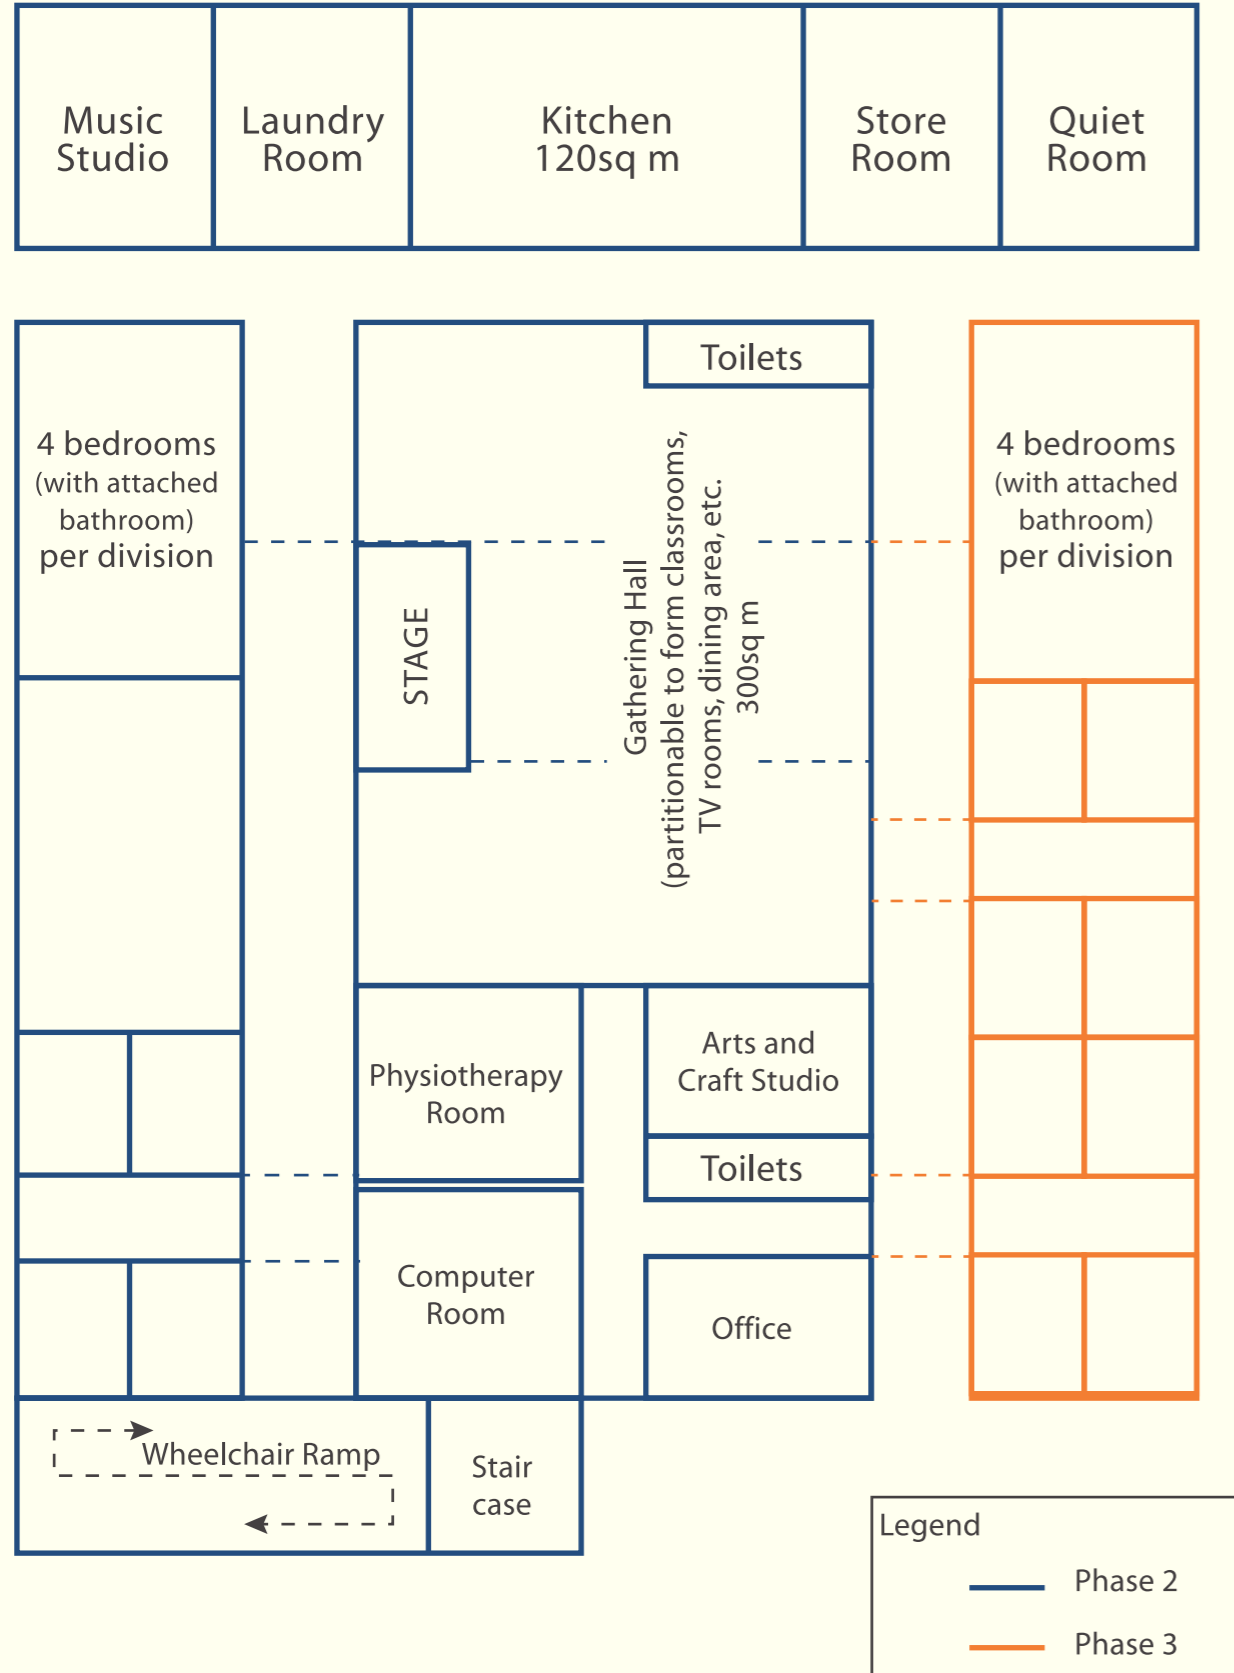 Music
Studio
Laundry
Room
Kitchen
120sq m
Store
Room
Quiet
Room
Toilets
4 bedrooms
(with attached
bathroom)
per division
STAGE
Gathering Hall
(partitionable to form classrooms,
TV rooms, dining area, etc.
300sq m
4 bedrooms
(with attached
bathroom)
per division
Physiotherapy
Room
Arts and
Craft Studio
Toilets
Computer
Room
Office
Wheelchair Ramp
Stair
case
Legend
Phase 2
Phase 3